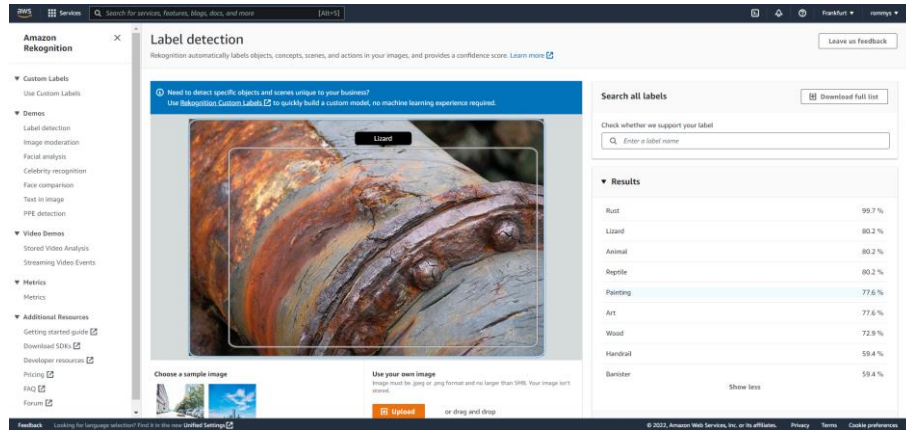 aws
Services
Search for services, features, blogs, docs, and more
[Alt+S]
Frankfurt
rommys
Amazon Rekognition
Custom Labels
Use Custom Labels
Demos
Label detection
Image moderation
Facial analysis
Celebrity recognition
Face comparison
Text in image
PPE detection
Video Demos
Stored Video Analysis
Streaming Video Events
Metrics
Metrics
Additional Resources
Getting started guide
Download SDKs
Developer resources
Pricing
FAQ
Forum
Label detection
Rekognition automatically labels objects, concepts, scenes, and actions in your images, and provides a confidence score. Learn more
Leave us feedback
Need to detect specific objects and scenes unique to your business?
Use Rekognition Custom Labels to quickly build a custom model, no machine learning experience required.
Lizard
Choose a sample image
Use your own image
Image must be .jpeg or .png format and no larger than 5MB. Your image isn't stored.
Upload
or drag and drop
Search all labels
Download full list
Check whether we support your label
Enter a label name
Results
Rust 99.7 %
Lizard 80.2 %
Animal 80.2 %
Reptile 80.2 %
Painting 77.6 %
Art 77.6 %
Wood 72.9 %
Handrail 59.4 %
Banister 59.4 %
Show less
Feedback
Looking for language selection? Find it in the new Unified Settings
© 2022, Amazon Web Services, Inc. or its affiliates.
Privacy
Terms
Cookie preferences